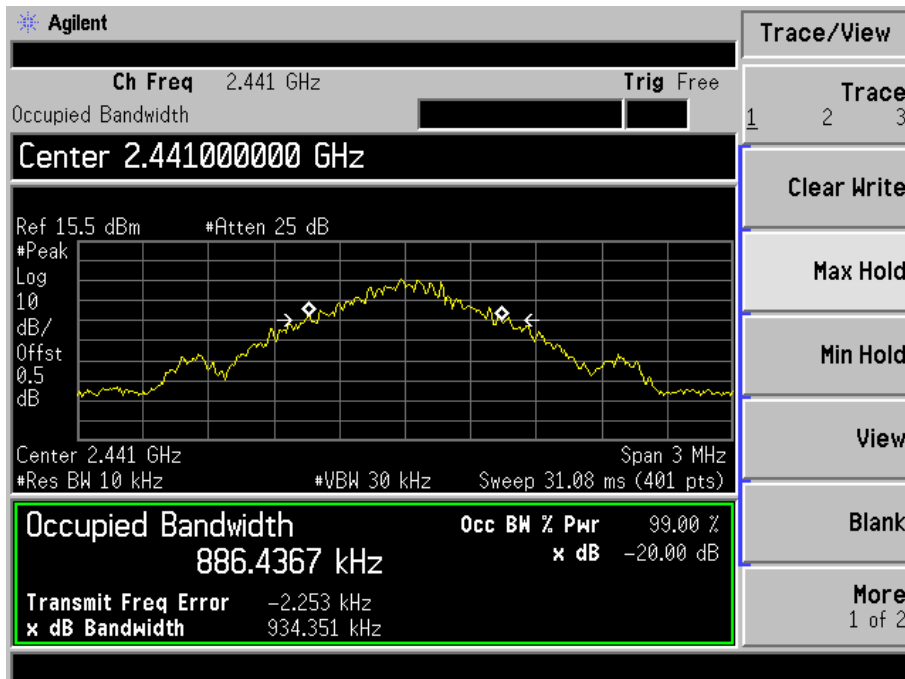 Agilent
Trace/View
Ch Freq 2.441 GHz Trig Free
Occupied Bandwidth
Center 2.441000000 GHz
Ref 15.5 dBm #Atten 25 dB
#Peak
Log
10
dB/
Offst
0.5
dB
Center 2.441 GHz Span 3 MHz
#Res BW 10 kHz #VBW 30 kHz Sweep 31.08 ms (401 pts)
Occupied Bandwidth Occ BW % Pwr 99.00 %
886.4367 kHz x dB -20.00 dB
Transmit Freq Error -2.253 kHz
x dB Bandwidth 934.351 kHz
Trace
1 2 3
Clear Write
Max Hold
Min Hold
View
Blank
More
1 of 2